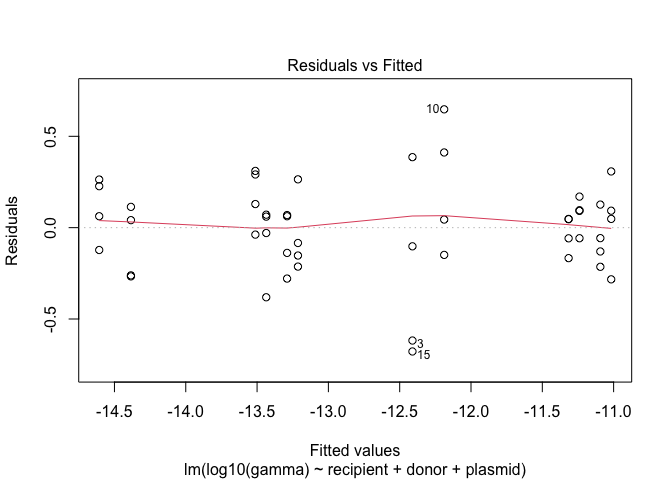 Residuals vs Fitted
Residuals
0.5
0.0
-0.5
10
3
15
-14.5 -14.0 -13.5 -13.0 -12.5 -12.0 -11.5 -11.0
Fitted values
lm(log10(gamma) ~ recipient + donor + plasmid)